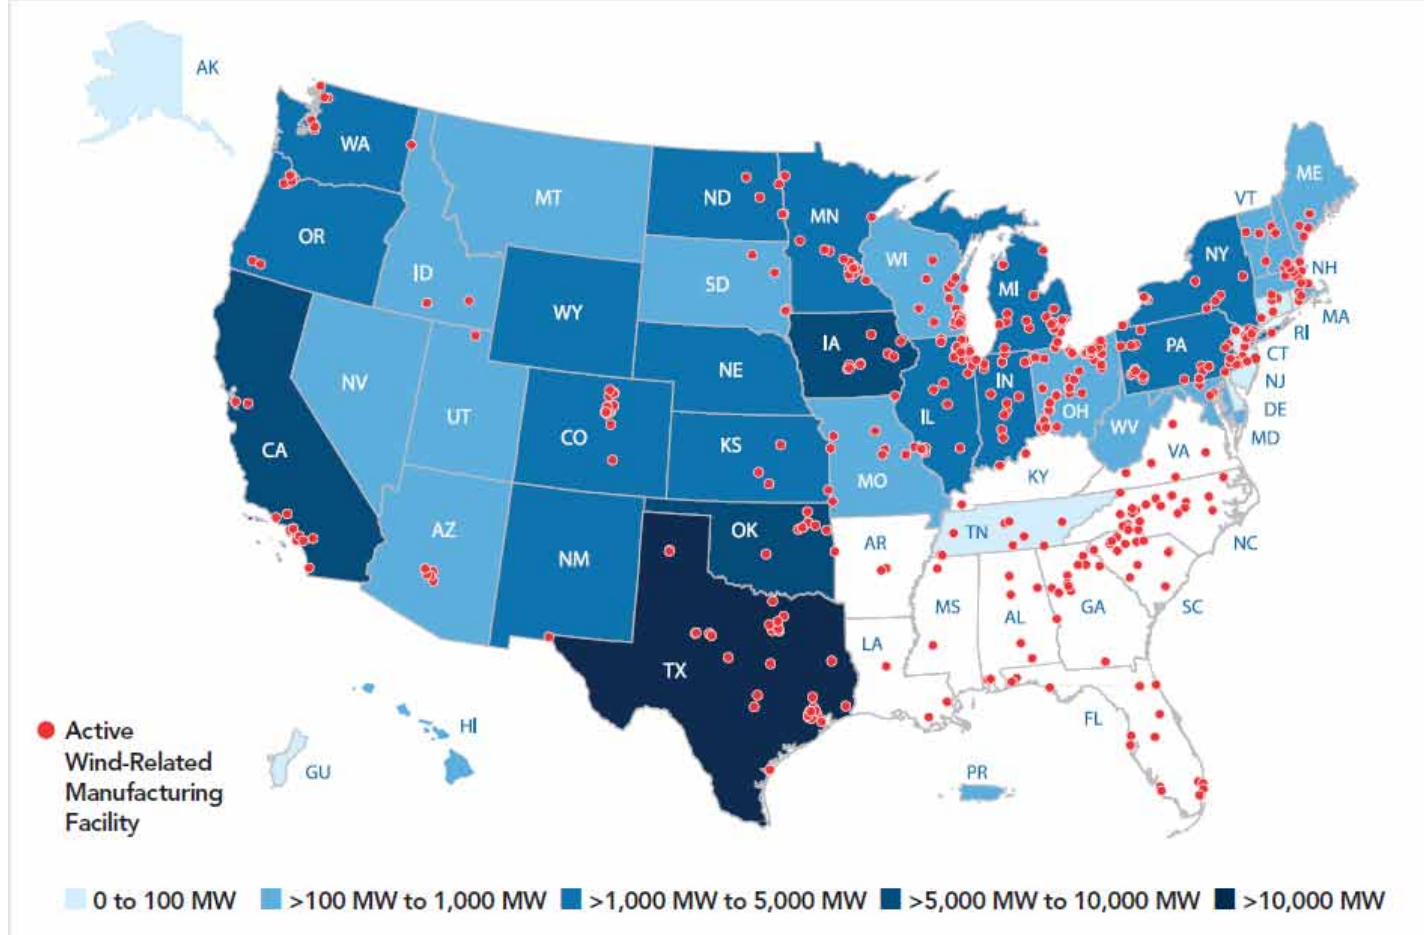 AK
WA
MT
ND
MN
ME
VT
OR
ID
SD
WI
NY
NH
MI
MA
WY
RI
IA
PA
CT
NE
NJ
NV
IN
UT
OH
DE
IL
WV
CO
KS
MD
CA
VA
MO
KY
AZ
OK
TN
NM
AR
NC
MS
AL
GA
SC
LA
TX
FL
HI
GU
PR
Active
Wind-Related
Manufacturing
Facility
0 to 100 MW >100 MW to 1,000 MW >1,000 MW to 5,000 MW >5,000 MW to 10,000 MW >10,000 MW